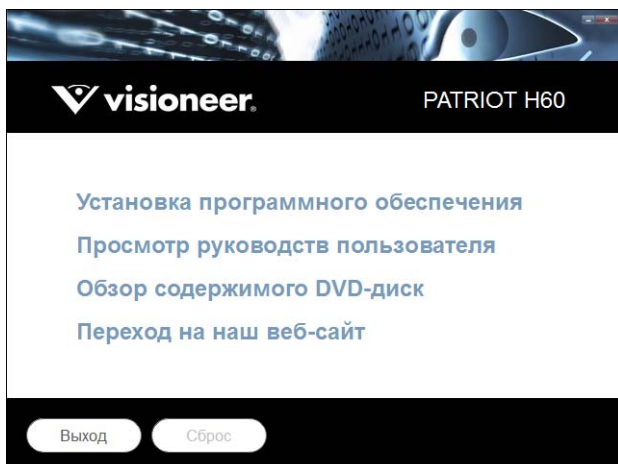 visioneer®
PATRIOT H60
Установка программного обеспечения
Просмотр руководств пользователя
Обзор содержимого DVD-диск
Переход на наш веб-сайт
Выход
Сброс